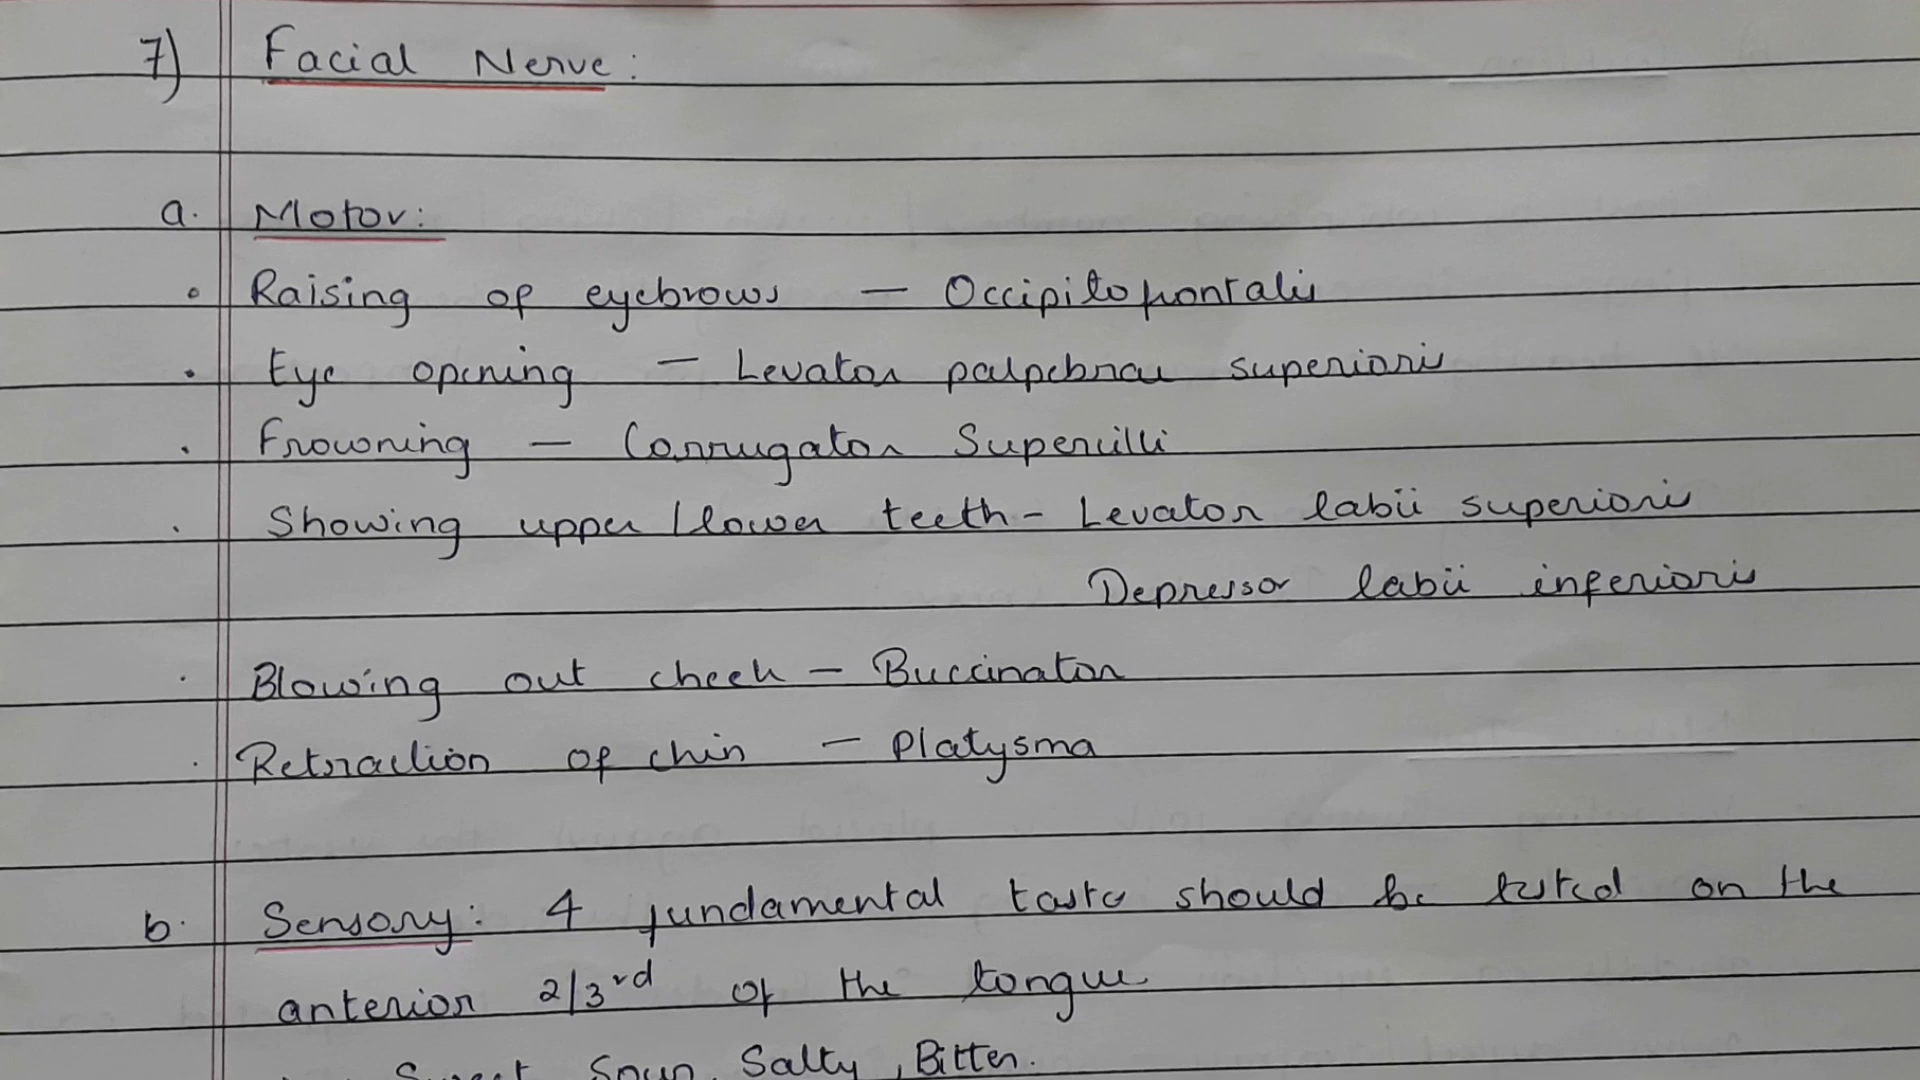 7) Facial Nerve:
a. Motor:
• Raising of eyebrows — Occipitofrontalis
• Eye opening — Levator palpebrae superioris
• Frowning — Corrugator Supercilli
• Showing upper/lower teeth - Levator labii superioris
Depressor labii inferioris
• Blowing out cheek — Buccinator
• Retraction of chin — Platysma
b. Sensory: 4 fundamental taste should be tested on the
anterior 2/3rd of the tongue
Sweet, Sour, Salty, Bitter.